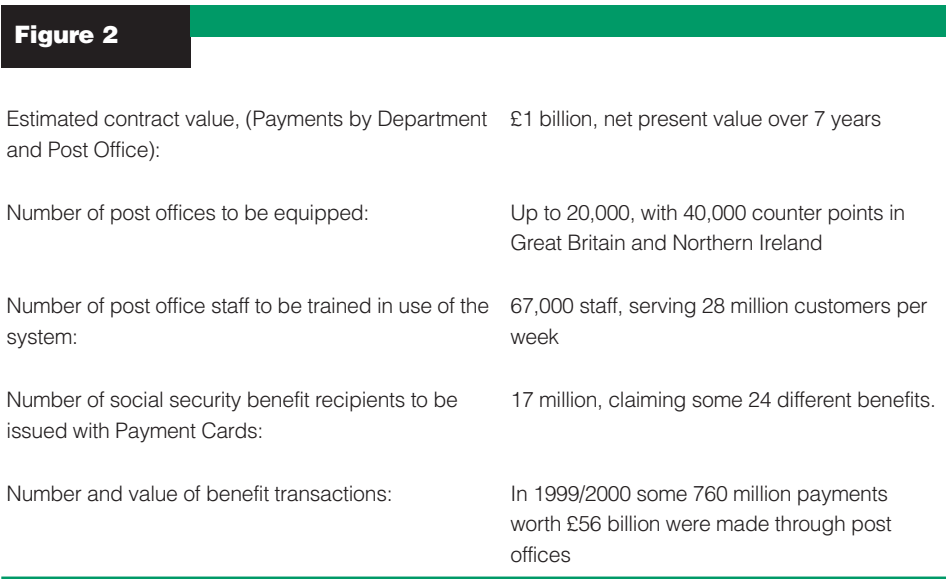 Figure 2
Estimated contract value, (Payments by Department
and Post Office):
£1 billion, net present value over 7 years
Number of post offices to be equipped:
Up to 20,000, with 40,000 counter points in
Great Britain and Northern Ireland
Number of post office staff to be trained in use of the
system:
67,000 staff, serving 28 million customers per
week
Number of social security benefit recipients to be
issued with Payment Cards:
17 million, claiming some 24 different benefits.
Number and value of benefit transactions:
In 1999/2000 some 760 million payments
worth £56 billion were made through post
offices